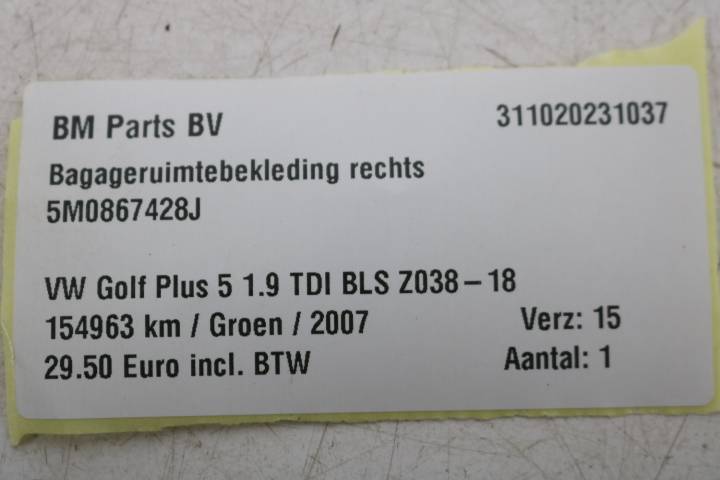 BM Parts BV 311020231037
Bagageruimtebekleding rechts
5M0867428J
VW Golf Plus 5 1.9 TDI BLS Z038-18
154963 km / Groen / 2007 Verz: 15
29.50 Euro incl. BTW Aantal: 1